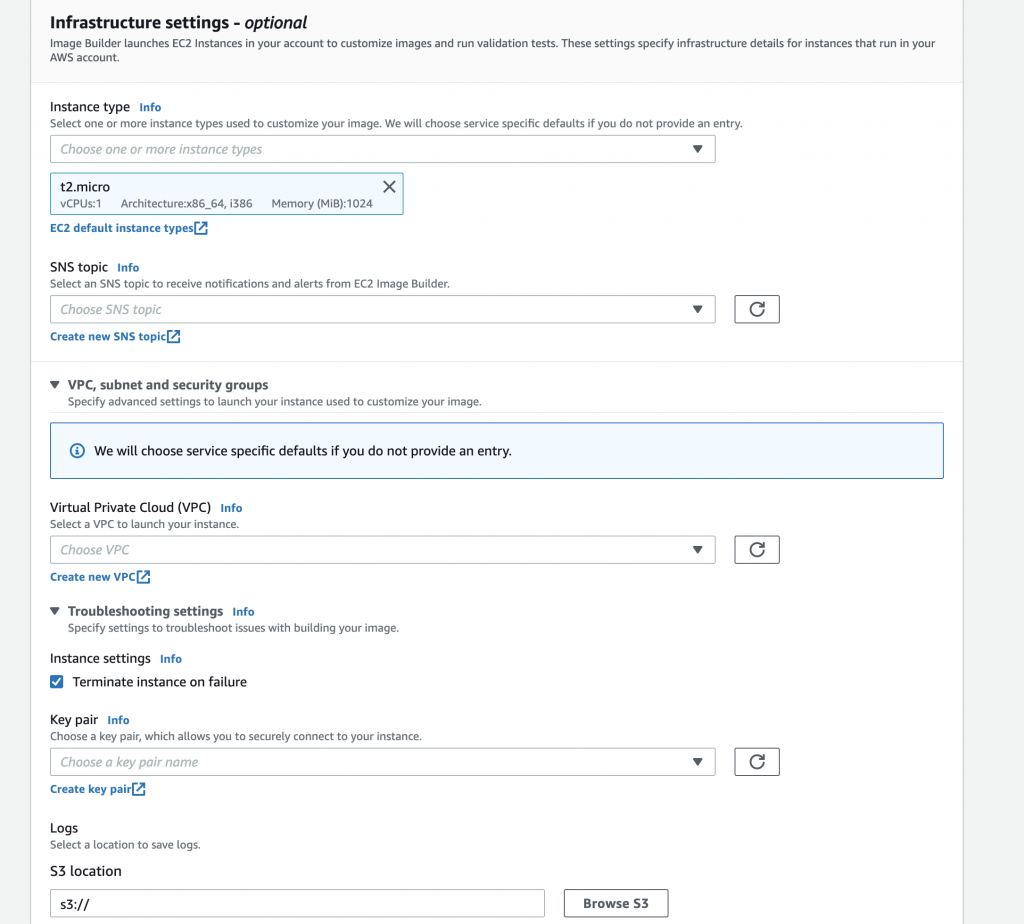 Infrastructure settings - optional
Image Builder launches EC2 Instances in your account to customize images and run validation tests. These settings specify infrastructure details for instances that run in your
AWS account.
Instance type Info
Select one or more instance types used to customize your image. We will choose service specific defaults if you do not provide an entry.
Choose one or more instance types
t2.micro
vCPUs:1 Architecture:x86_64, i386 Memory (MiB):1024
EC2 default instance types
SNS topic Info
Select an SNS topic to receive notifications and alerts from EC2 Image Builder.
Choose SNS topic
Create new SNS topic
VPC, subnet and security groups
Specify advanced settings to launch your instance used to customize your image.
We will choose service specific defaults if you do not provide an entry.
Virtual Private Cloud (VPC) Info
Select a VPC to launch your instance.
Choose VPC
Create new VPC
Troubleshooting settings Info
Specify settings to troubleshoot issues with building your image.
Instance settings Info
Terminate instance on failure
Key pair Info
Choose a key pair, which allows you to securely connect to your instance.
Choose a key pair name
Create key pair
Logs
Select a location to save logs.
S3 location
s3:// Browse S3